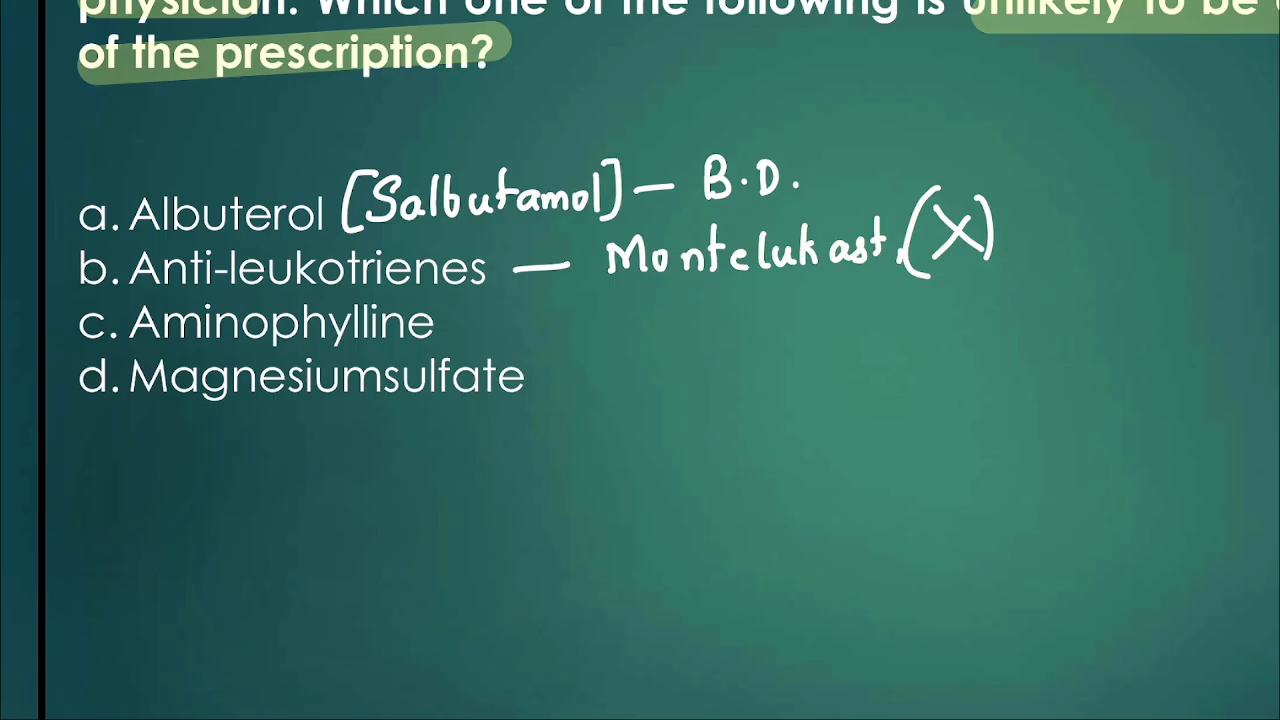 physician. Which one of the following is unlikely to be
of the prescription?
a. Albuterol [Salbutamol] — B.D.
b. Anti-leukotrienes — Montelukast. (X)
c. Aminophylline
d. Magnesiumsulfate